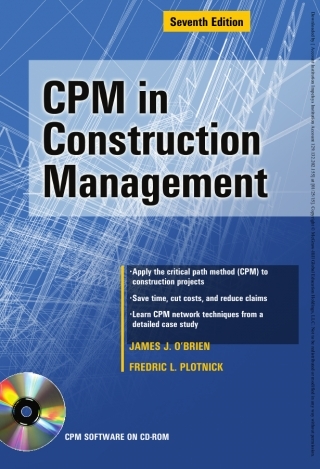 Seventh Edition
CPM in
Construction
Management
•Apply the critical path method (CPM) to
construction projects
•Save time, cut costs, and reduce claims
•Learn CPM network techniques from a
detailed case study
JAMES J. O'BRIEN
FREDRIC L. PLOTNICK
CPM SOFTWARE ON CD-ROM